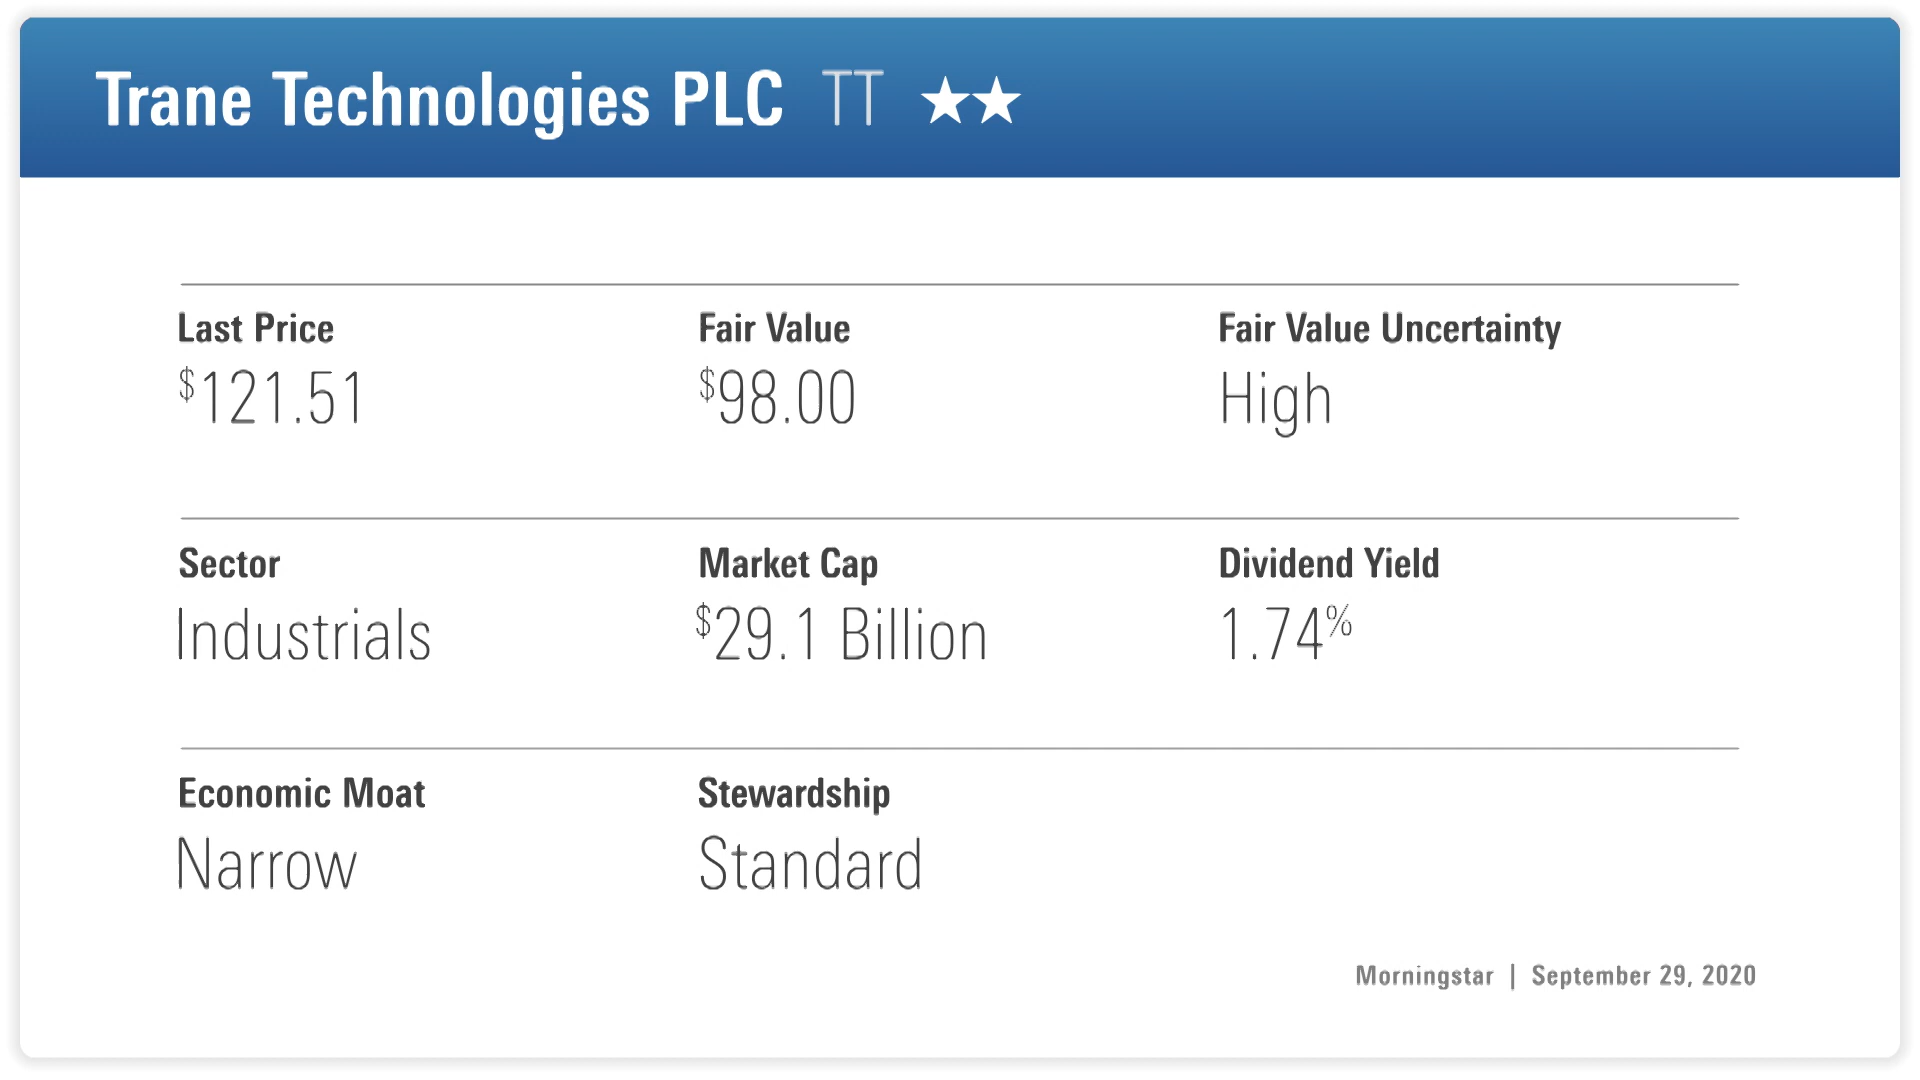 Trane Technologies PLC TT ★★
Last Price Fair Value Fair Value Uncertainty
$121.51 $98.00 High
Sector Market Cap Dividend Yield
Industrials $29.1 Billion 1.74%
Economic Moat Stewardship
Narrow Standard
Morningstar | September 29, 2020